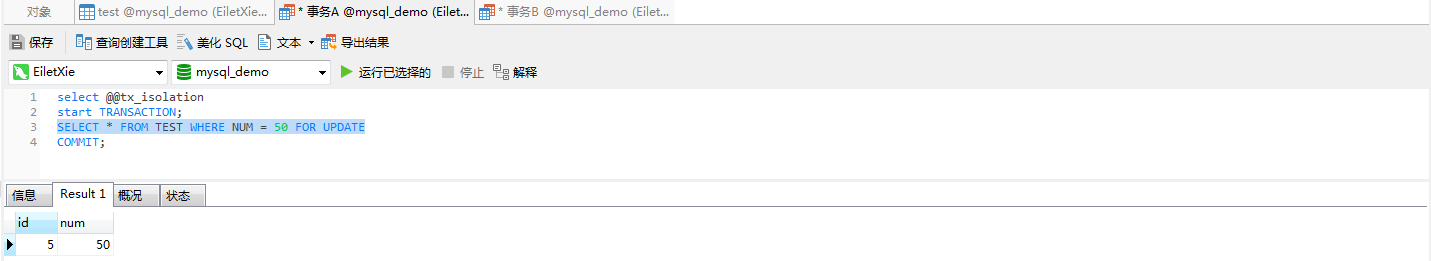 对象 test @mysql_demo (EiletXie... * 事务A @mysql_demo (Eilet... * 事务B @mysql_demo (Eilet...
保存 查询创建工具 美化 SQL 文本 导出结果
EiletXie mysql_demo 运行已选择的 停止 解释
1 select @@tx_isolation
2 start TRANSACTION;
3 SELECT * FROM TEST WHERE NUM = 50 FOR UPDATE
4 COMMIT;
信息 Result 1 概况 状态
id num
5 50